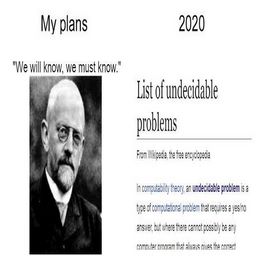 My plans
2020
"We will know, we must know."
List of undecidable
problems
From Wikipedia, the free encyclopedia
In computability theory, an undecidable problem is a
type of computational problem that requires a yes/no
answer, but where there cannot possibly be any
computer program that always gives the correct